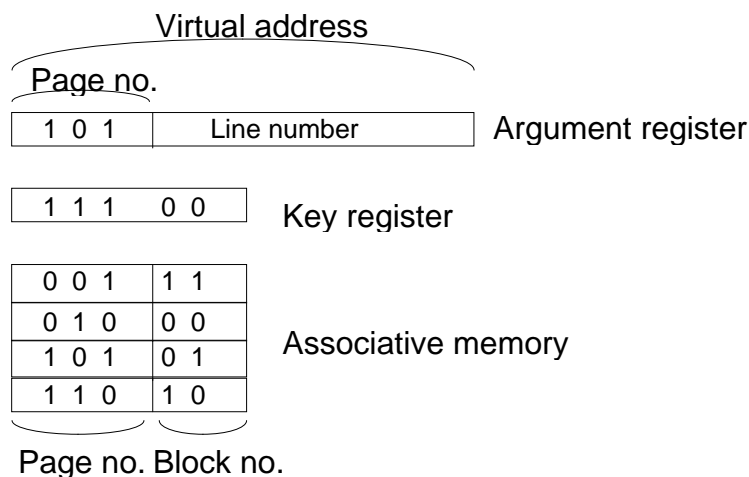 Virtual address
Page no.
1 0 1 Line number Argument register
1 1 1 0 0 Key register
0 0 1 1 1
0 1 0 0 0
Associative memory
1 0 1 0 1
1 1 0 1 0
Page no. Block no.